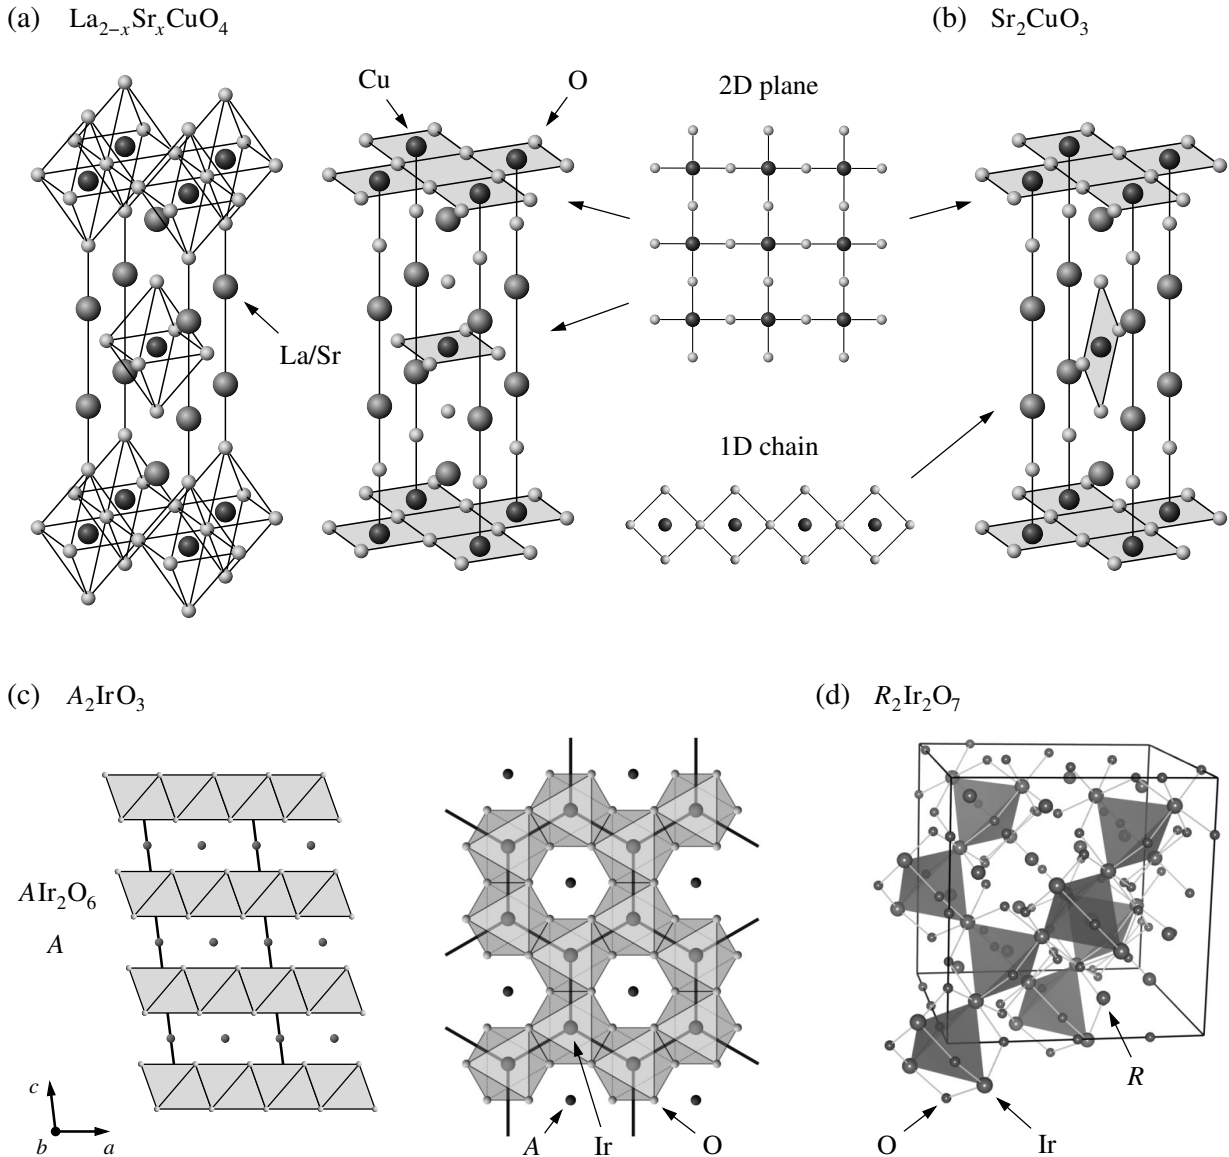 (a) La₂₋ₓSrₓCuO₄
(b) Sr₂CuO₃
Cu
O
2D plane
La/Sr
1D chain
(c) A₂IrO₃
(d) R₂Ir₂O₇
AIr₂O₆
A
c
b
a
A
Ir
O
R
O
Ir